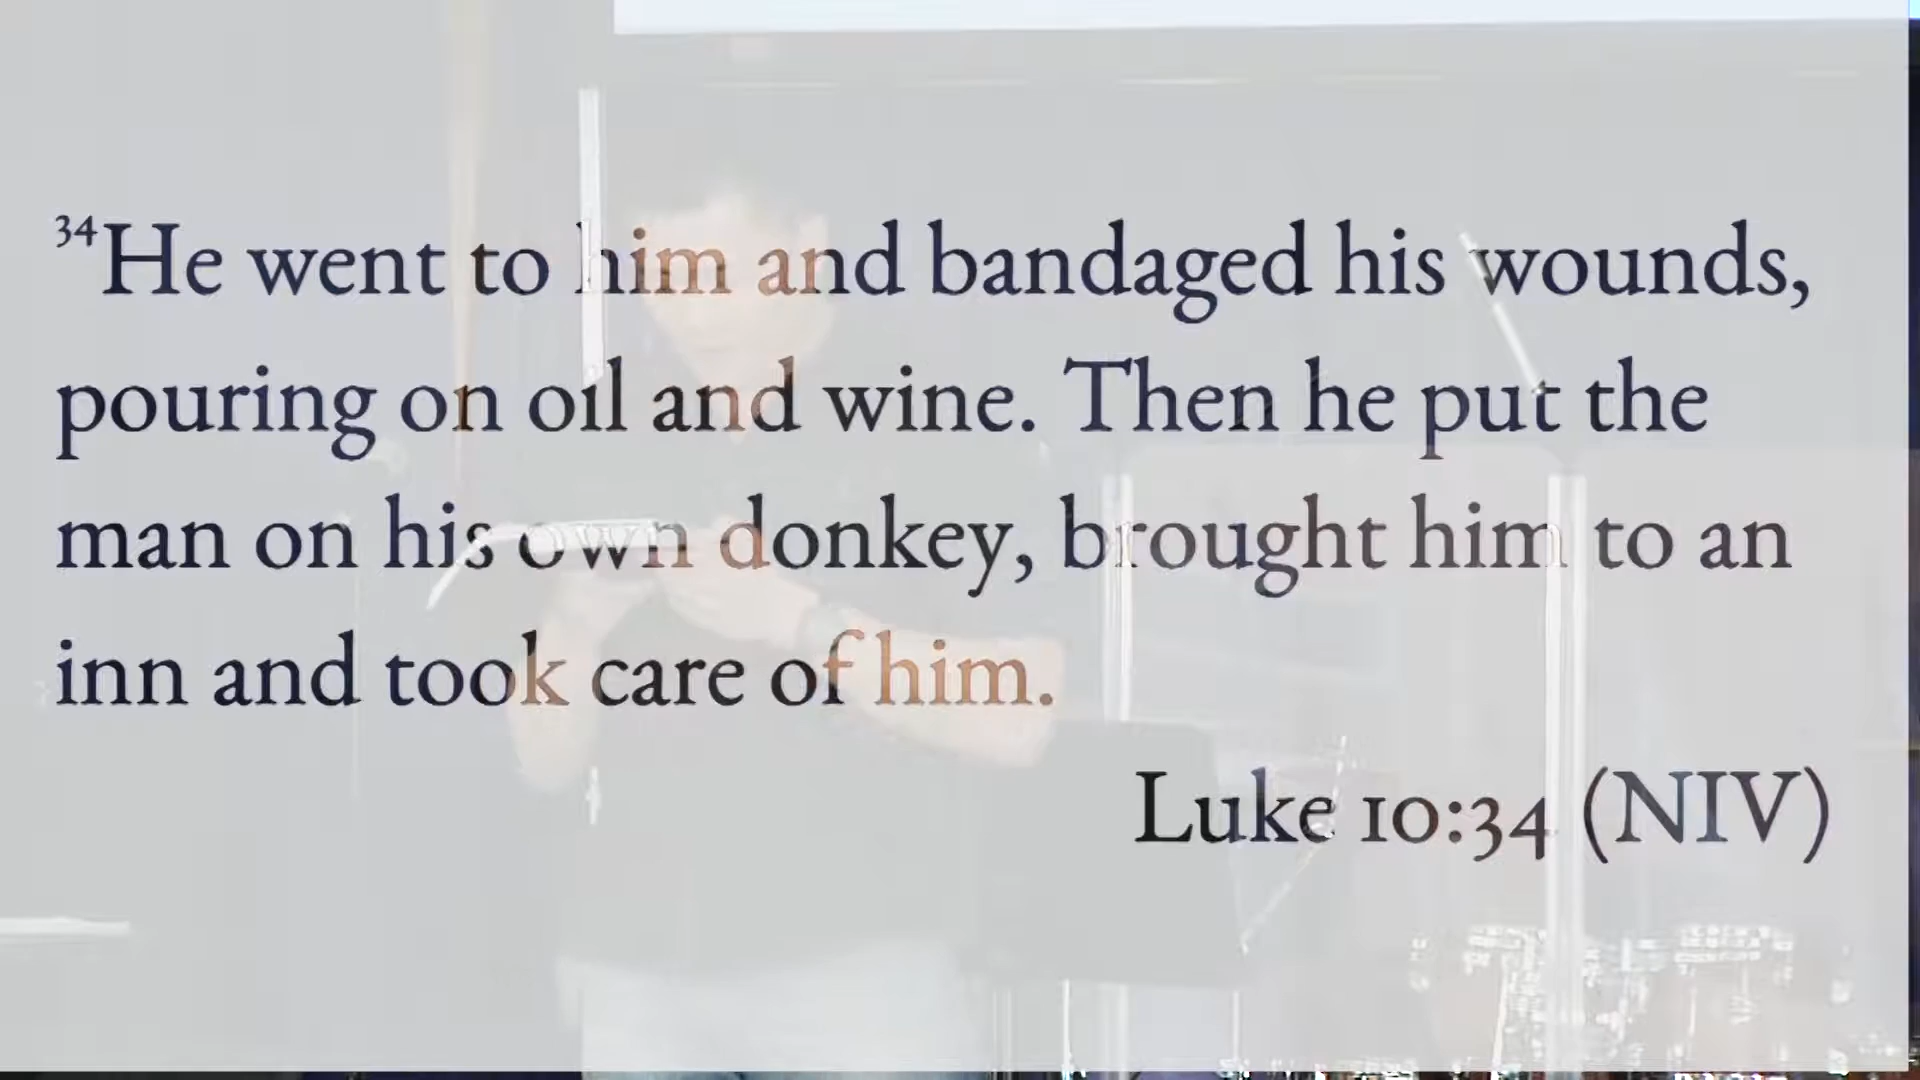 ³⁴He went to him and bandaged his wounds,
pouring on oil and wine. Then he put the
man on his own donkey, brought him to an
inn and took care of him.
Luke 10:34 (NIV)